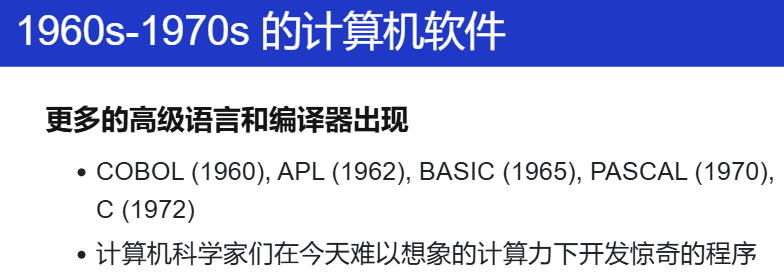 1960s-1970s 的计算机软件
更多的高级语言和编译器出现
• COBOL (1960), APL (1962), BASIC (1965), PASCAL (1970),
C (1972)
• 计算机科学家们在今天难以想象的计算力下开发惊奇的程序